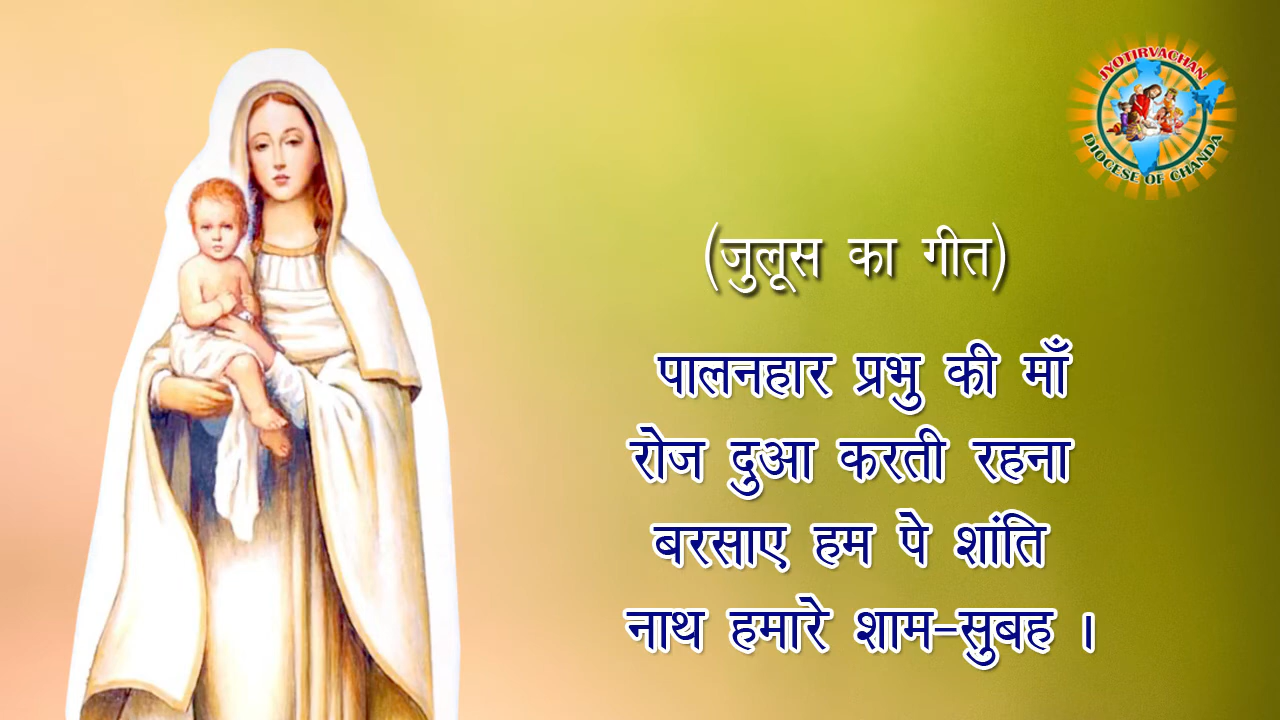 JYOTIRVACHAN
DIOCESE OF CHANDA
(जुलूस का गीत)
पालनहार प्रभु की माँ
रोज दुआ करती रहना
बरसाए हम पे शांति
नाथ हमारे शाम-सुबह ।